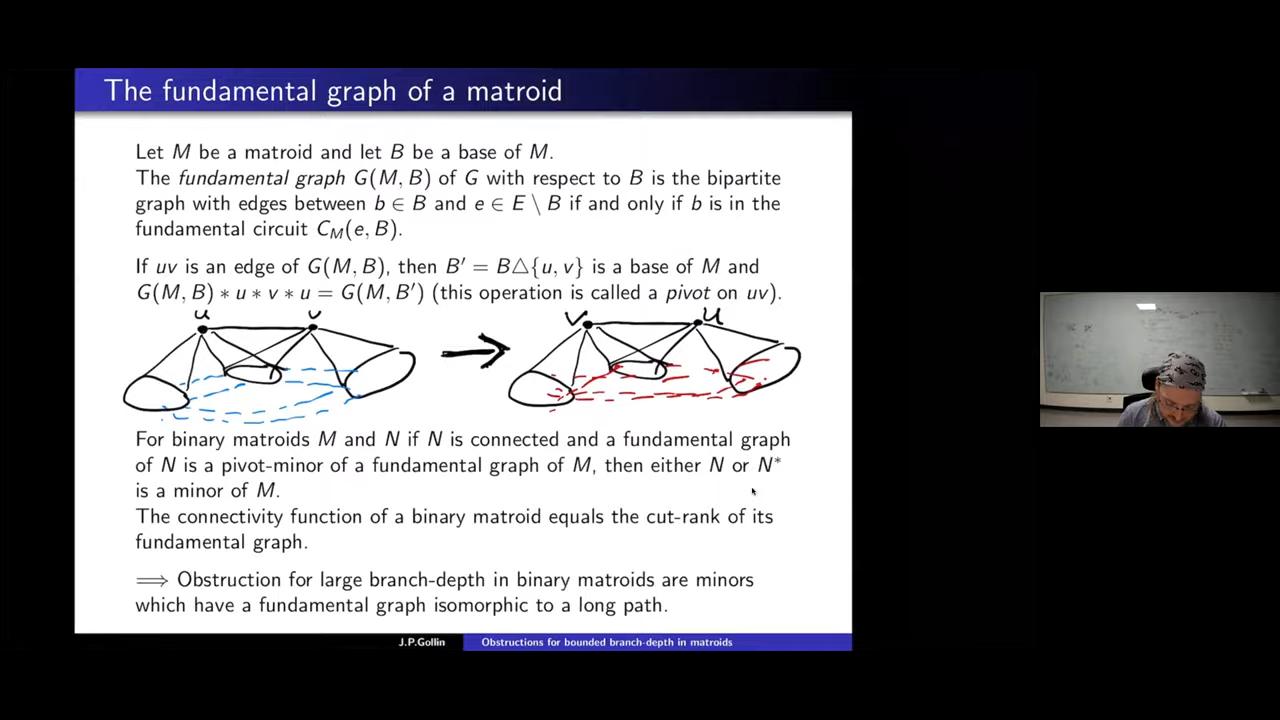 The fundamental graph of a matroid
Let M be a matroid and let B be a base of M.
The fundamental graph G(M, B) of G with respect to B is the bipartite
graph with edges between b ∈ B and e ∈ E \ B if and only if b is in the
fundamental circuit C_M(e, B).
If uv is an edge of G(M, B), then B′ = B△{u, v} is a base of M and
G(M, B) ∗ u ∗ v ∗ u = G(M, B′) (this operation is called a pivot on uv).
u v v u
For binary matroids M and N if N is connected and a fundamental graph
of N is a pivot-minor of a fundamental graph of M, then either N or N*
is a minor of M.
The connectivity function of a binary matroid equals the cut-rank of its
fundamental graph.
⟹ Obstruction for large branch-depth in binary matroids are minors
which have a fundamental graph isomorphic to a long path.
J.P.Gollin Obstructions for bounded branch-depth in matroids